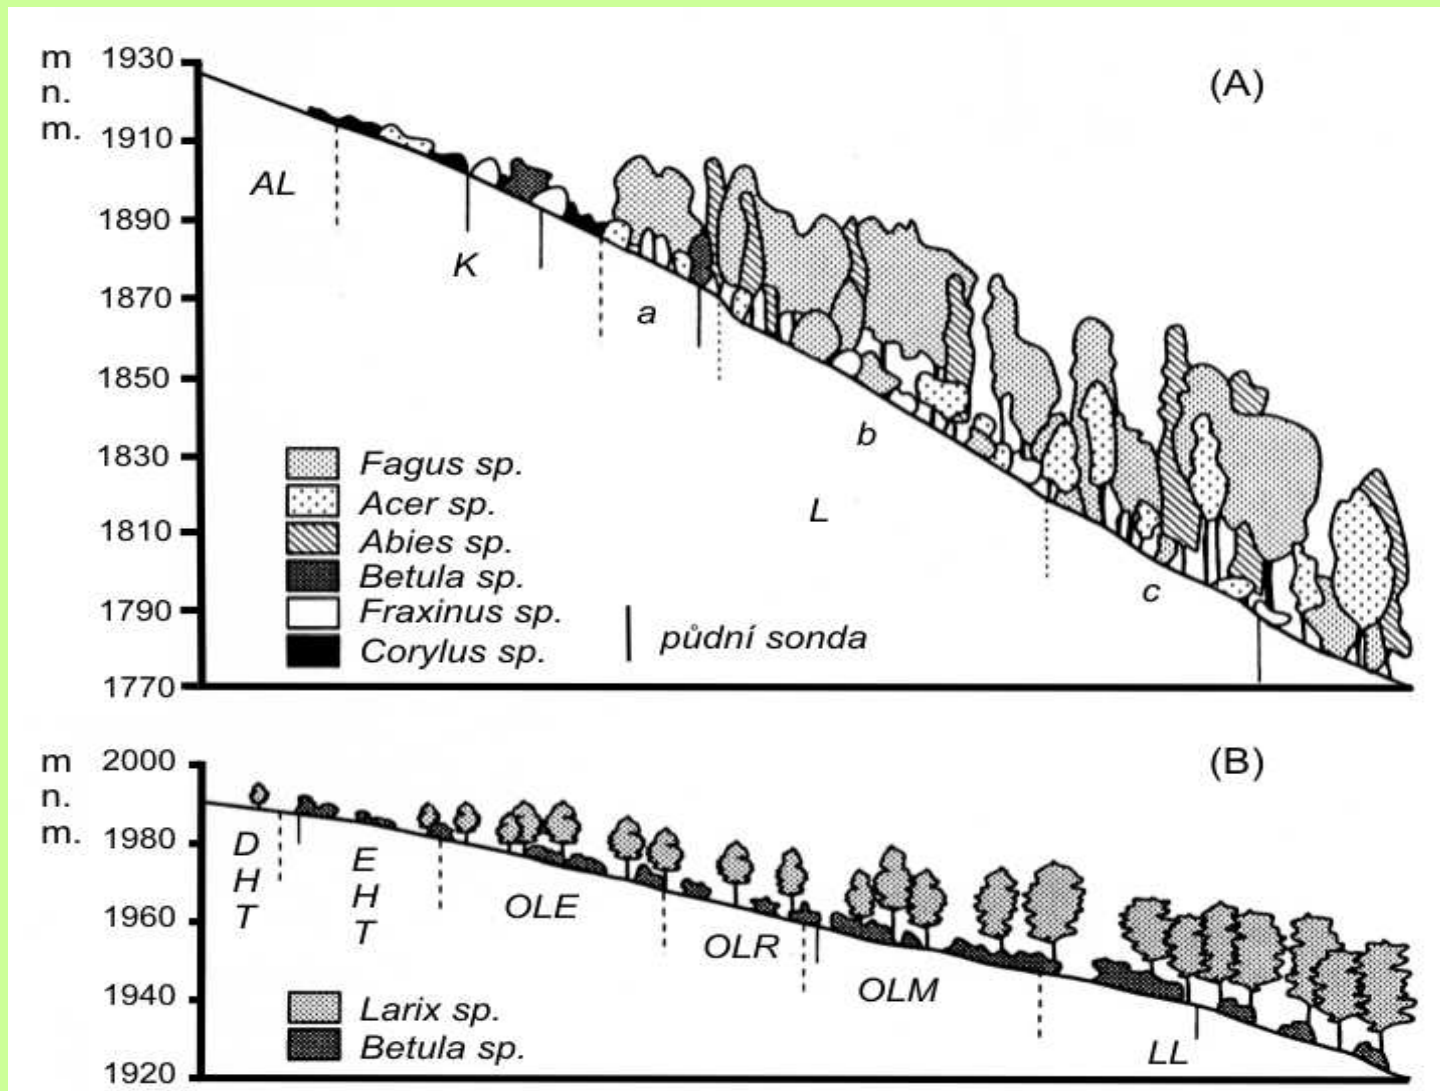 (A)
m
n.
m.
1930
1910
1890
1870
1850
1830
1810
1790
1770
AL
K
a
b
L
c
Fagus sp.
Acer sp.
Abies sp.
Betula sp.
Fraxinus sp.
Corylus sp.
půdní sonda
(B)
m
n.
m.
2000
1980
1960
1940
1920
D
H
T
E
H
T
OLE
OLR
OLM
LL
Larix sp.
Betula sp.